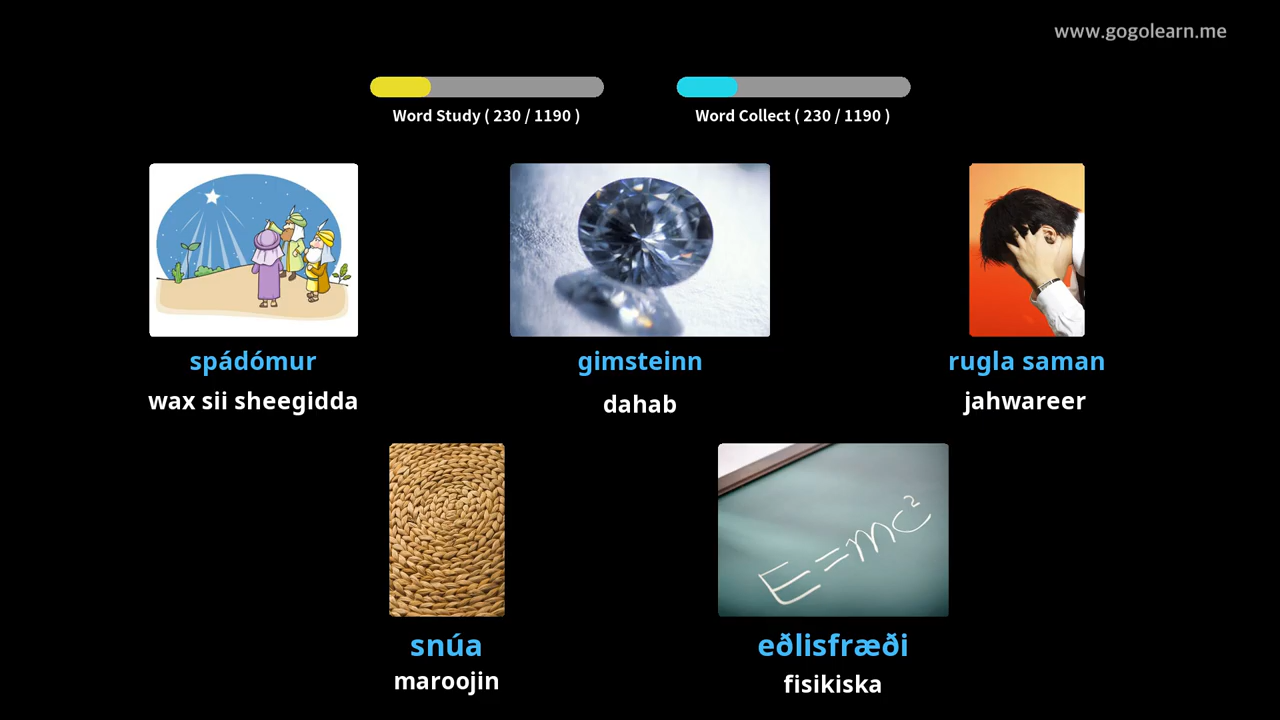 www.gogolearn.me
Word Study ( 230 / 1190 )
Word Collect ( 230 / 1190 )
spádómur
wax sii sheegidda
gimsteinn
dahab
rugla saman
jahwareer
snúa
maroojin
E=mc²
eðlisfræði
fisikiska